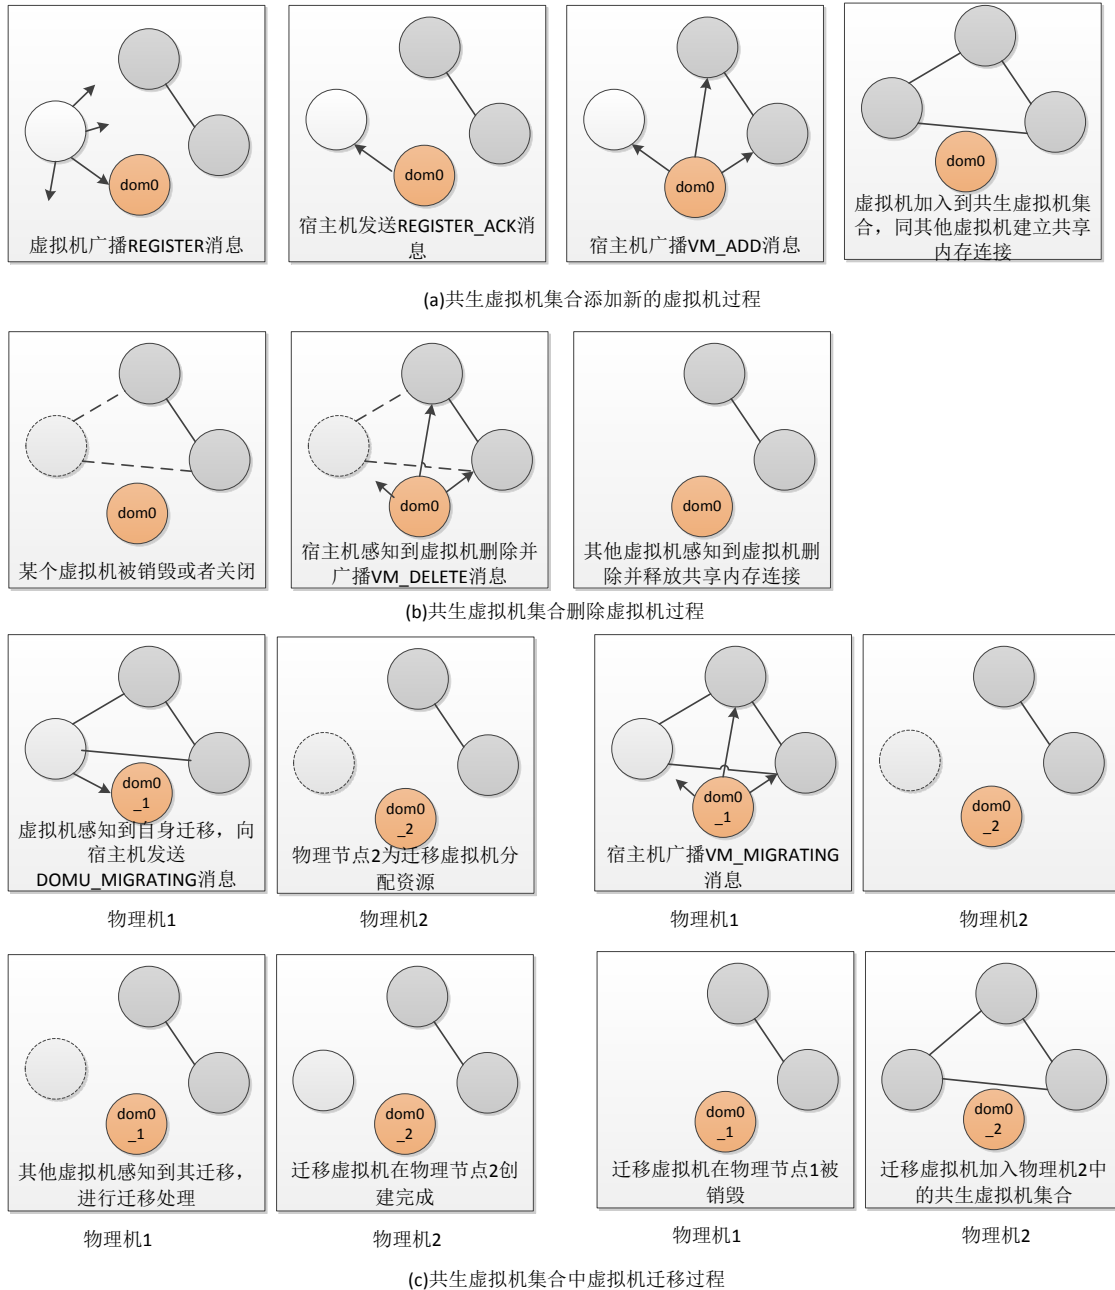 dom0
虚拟机广播REGISTER消息
dom0
宿主机发送REGISTER_ACK消
息
dom0
宿主机广播VM_ADD消息
dom0
虚拟机加入到共生虚拟机集
合，同其他虚拟机建立共享
内存连接
(a)共生虚拟机集合添加新的虚拟机过程
dom0
某个虚拟机被销毁或者关闭
dom0
宿主机感知到虚拟机删除并
广播VM_DELETE消息
dom0
其他虚拟机感知到虚拟机删
除并释放共享内存连接
(b)共生虚拟机集合删除虚拟机过程
dom0
_1
虚拟机感知到自身迁移，向
宿主机发送
DOMU_MIGRATING消息
物理机1
dom0
_2
物理节点2为迁移虚拟机分
配资源
物理机2
dom0
_1
宿主机广播VM_MIGRATING
消息
物理机1
dom0
_2
物理机2
dom0
_1
其他虚拟机感知到其迁移，
进行迁移处理
物理机1
dom0
_2
迁移虚拟机在物理节点2创
建完成
物理机2
dom0
_1
迁移虚拟机在物理节点1被
销毁
物理机1
dom0
_2
迁移虚拟机加入物理机2中
的共生虚拟机集合
物理机2
(c)共生虚拟机集合中虚拟机迁移过程